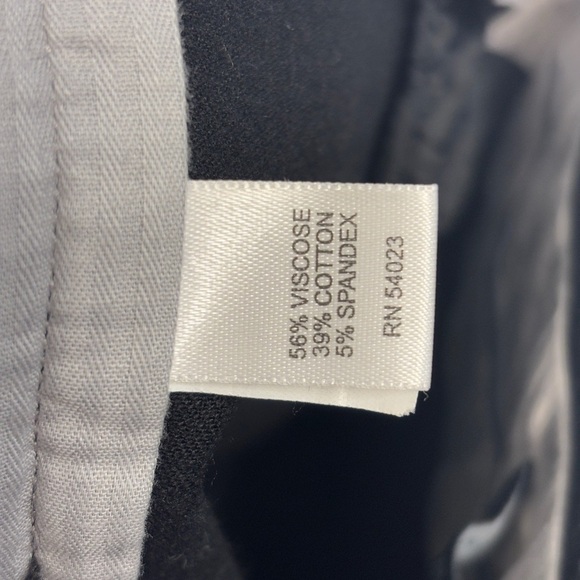 56% VISCOSE
39% COTTON
5% SPANDEX
RN 54023